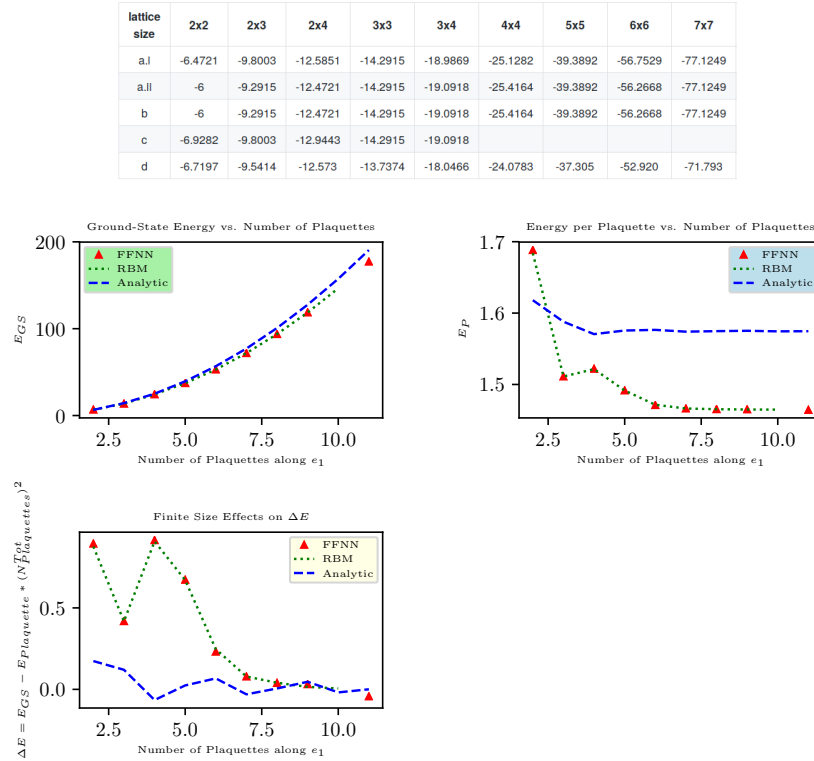 lattice size 2x2 2x3 2x4 3x3 3x4 4x4 5x5 6x6 7x7
a.I -6.4721 -9.8003 -12.5851 -14.2915 -18.9869 -25.1282 -39.3892 -56.7529 -77.1249
a.II -6 -9.2915 -12.4721 -14.2915 -19.0918 -25.4164 -39.3892 -56.2668 -77.1249
b -6 -9.2915 -12.4721 -14.2915 -19.0918 -25.4164 -39.3892 -56.2668 -77.1249
c -6.9282 -9.8003 -12.9443 -14.2915 -19.0918
d -6.7197 -9.5414 -12.573 -13.7374 -18.0466 -24.0783 -37.305 -52.920 -71.793
Ground-State Energy vs. Number of Plaquettes
200
100
0
E_{GS}
FFNN
RBM
Analytic
2.5 5.0 7.5 10.0
Number of Plaquettes along e_1
Energy per Plaquette vs. Number of Plaquettes
1.7
1.6
1.5
E_P
FFNN
RBM
Analytic
2.5 5.0 7.5 10.0
Number of Plaquettes along e_1
Finite Size Effects on ΔE
0.5
0.0
ΔE = E_{GS} − E_{Plaquette} * (N^{Tot}_{Plaquettes})^2
FFNN
RBM
Analytic
2.5 5.0 7.5 10.0
Number of Plaquettes along e_1